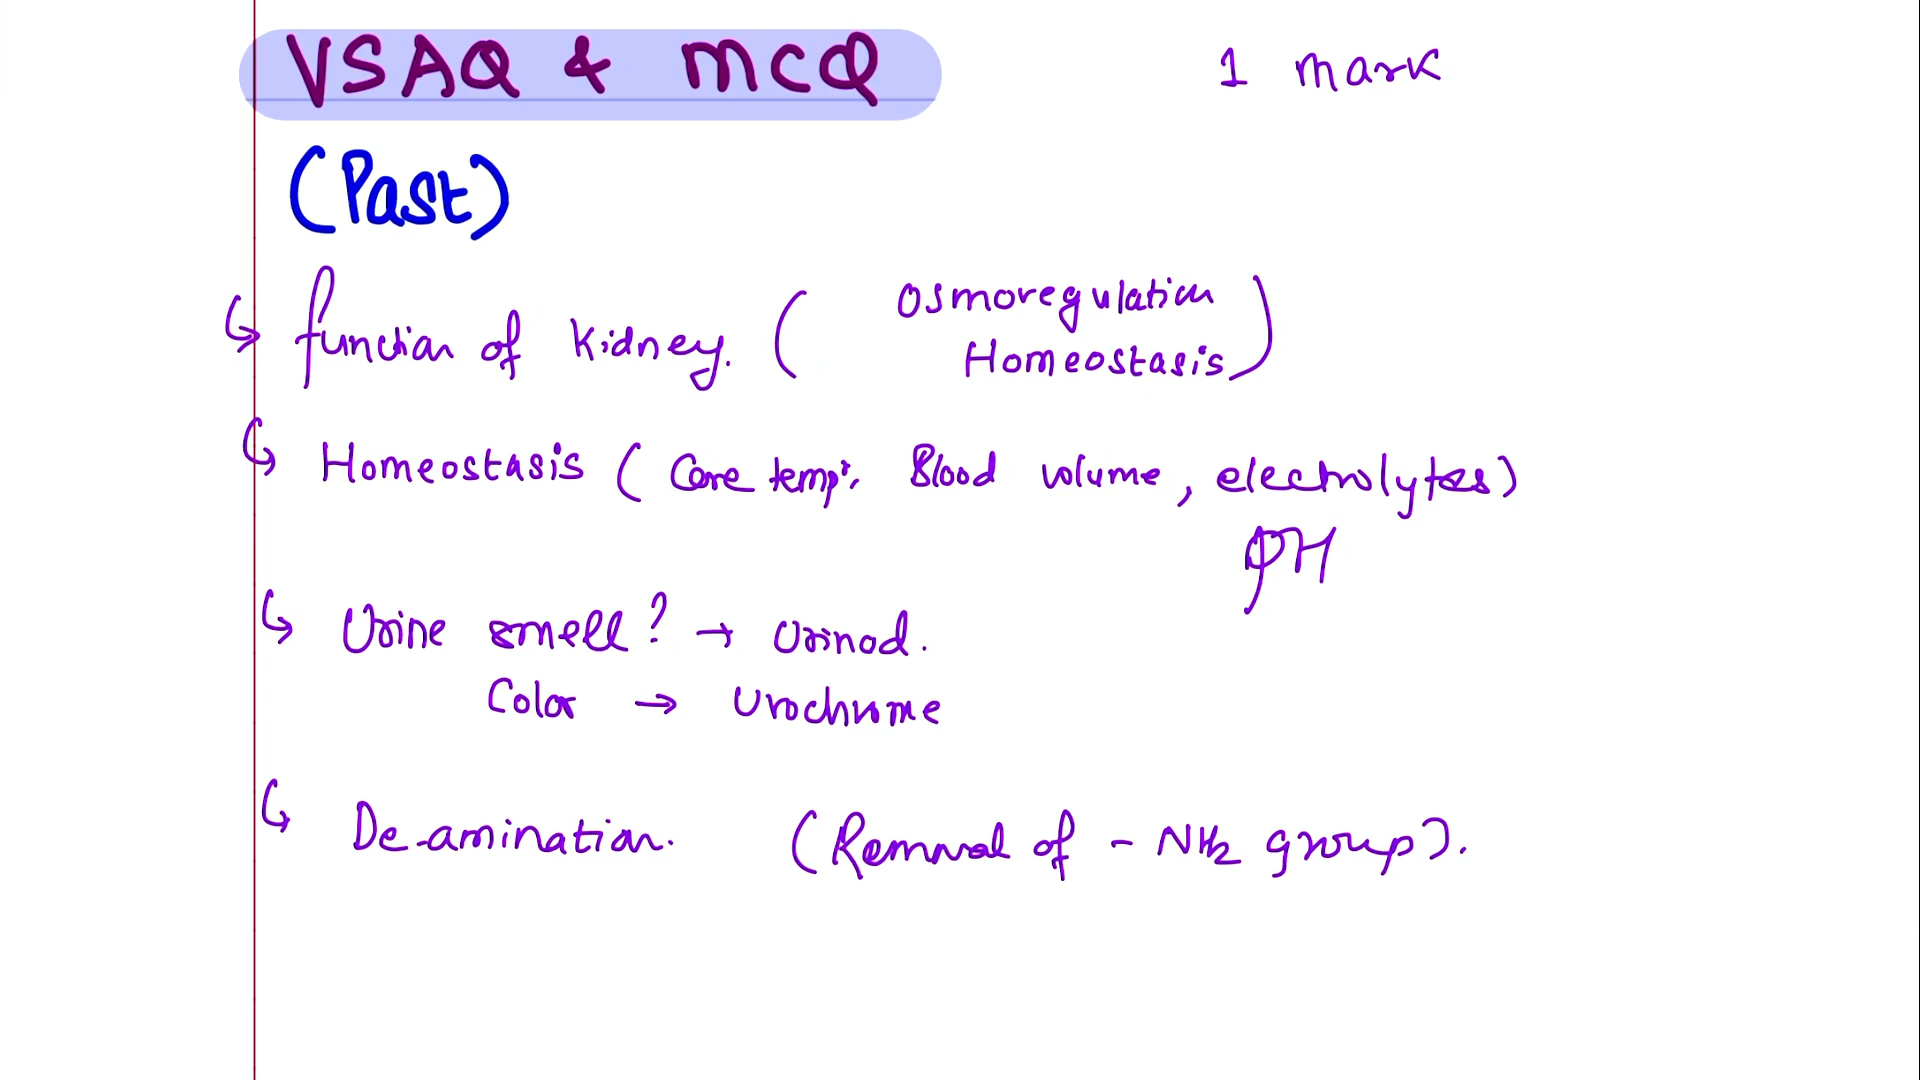 VSAQ & MCQ 1 mark
(Past)
↳ function of kidney. ( Osmoregulation
Homeostasis )
↳ Homeostasis ( Core temp. Blood volume, electrolytes)
pH
↳ Urine smell? → Urinod.
Color → Urochrome
↳ De-amination. (Removal of - NH2 group).